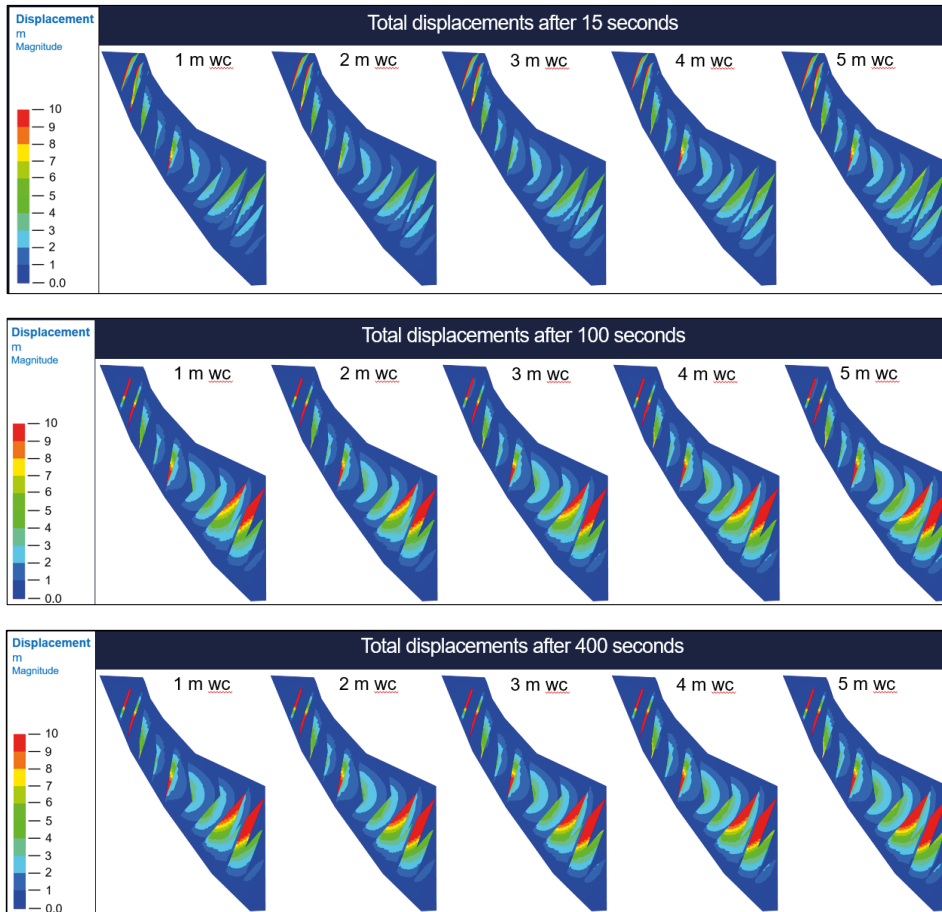 Displacement
m
Magnitude
Total displacements after 15 seconds
1 m wc
2 m wc
3 m wc
4 m wc
5 m wc
10
9
8
7
6
5
4
3
2
1
0.0
Displacement
m
Magnitude
Total displacements after 100 seconds
1 m wc
2 m wc
3 m wc
4 m wc
5 m wc
10
9
8
7
6
5
4
3
2
1
0.0
Displacement
m
Magnitude
Total displacements after 400 seconds
1 m wc
2 m wc
3 m wc
4 m wc
5 m wc
10
9
8
7
6
5
4
3
2
1
0.0